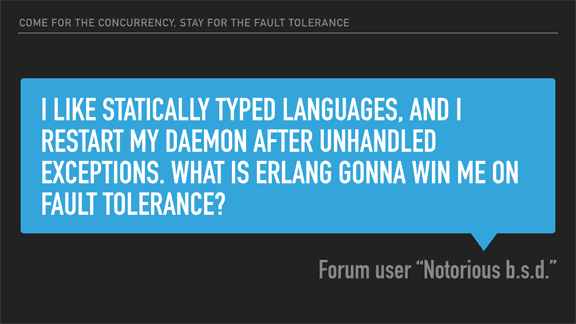 COME FOR THE CONCURRENCY, STAY FOR THE FAULT TOLERANCE
I LIKE STATICALLY TYPED LANGUAGES, AND I
RESTART MY DAEMON AFTER UNHANDLED
EXCEPTIONS. WHAT IS ERLANG GONNA WIN ME ON
FAULT TOLERANCE?
Forum user “Notorious b.s.d.”